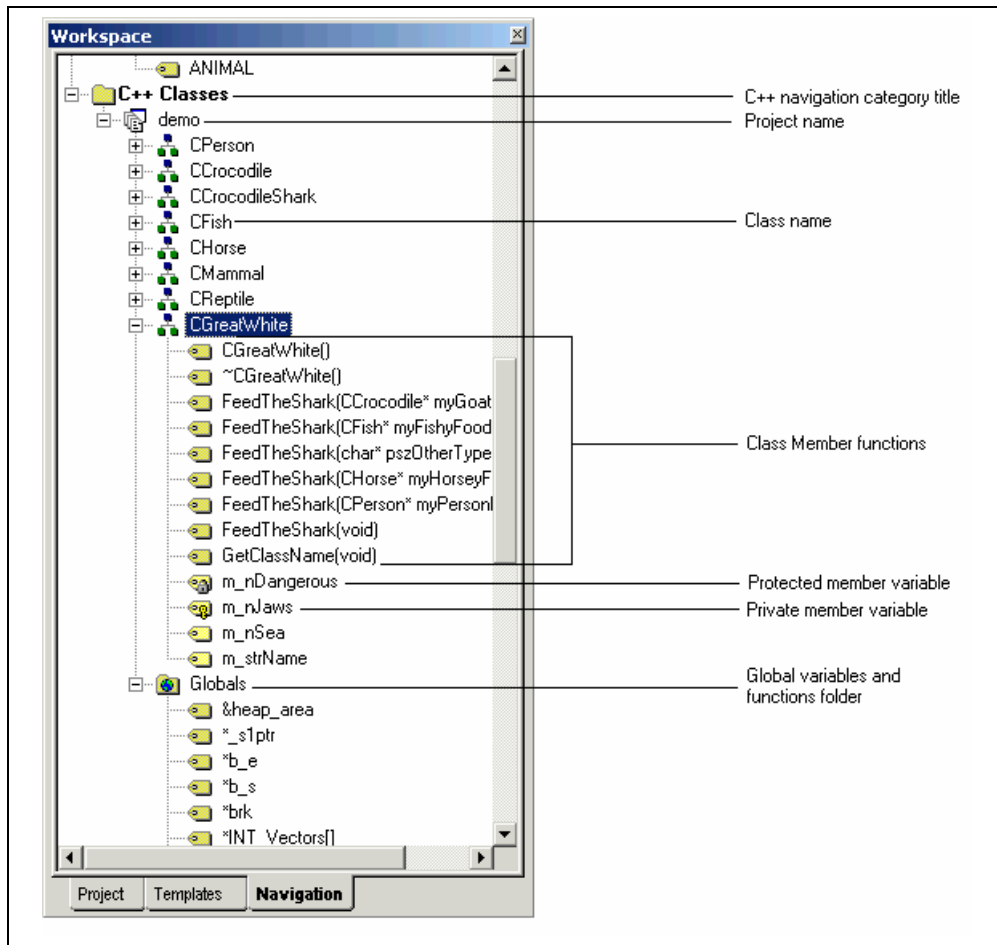 Workspace
ANIMAL
C++ Classes
C++ navigation category title
demo
Project name
CPerson
CCrocodile
CCrocodileShark
CFish
Class name
CHorse
CMammal
CReptile
CGreatWhite
CGreatWhite()
~CGreatWhite()
FeedTheShark(CCrocodile* myGoat
FeedTheShark(CFish* myFishyFood
FeedTheShark(char* pszOtherType
Class Member functions
FeedTheShark(CHorse* myHorseyF
FeedTheShark(CPerson* myPersonl
FeedTheShark(void)
GetClassName(void)
m_nDangerous
Protected member variable
m_nJaws
Private member variable
m_nSea
m_strName
Globals
Global variables and
functions folder
&heap_area
*_s1ptr
*b_e
*b_s
*brk
*INT_Vectors[]
Project Templates Navigation